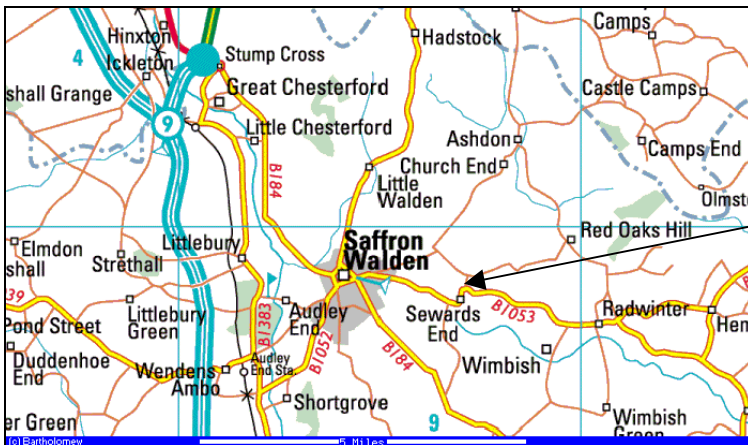 Hinxton
Ickleton
4
Stump Cross
Hadstock
Camps
shall Grange
Great Chesterford
Castle Camps
9
Little Chesterford
Ashdon
Church End
Camps End
B184
Little
Walden
Olmst
Elmdon
shall
Strethall
Littlebury
Saffron
Walden
Red Oaks Hill
39
Pond Street
Littlebury
Green
B1383
Audley
End
Sewards
End
B1053
Radwinter
Hem
Duddenhoe
End
Wendens
Ambo
Audley
End Sta.
B1052
B184
Wimbish
Shortgrove
er Green
9
Wimbish
Green
(c) Bartholomew
5 Miles